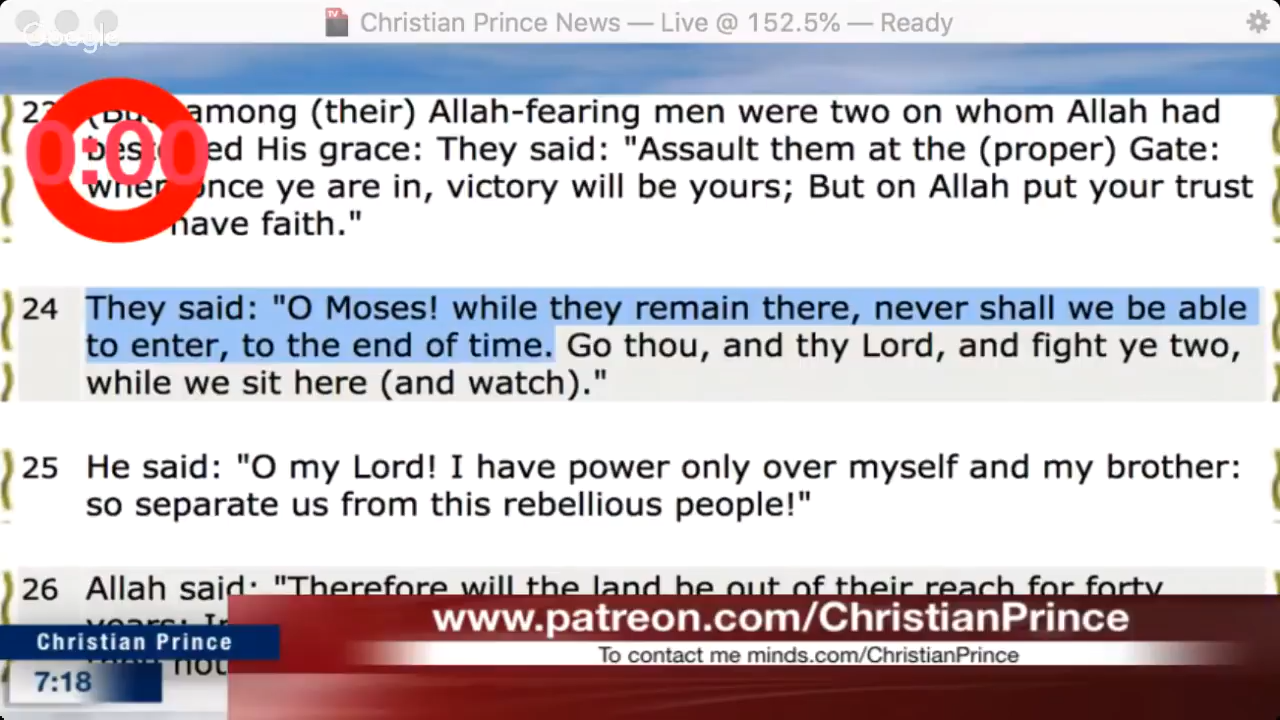 Christian Prince News — Live @ 152.5% — Ready
Google
0:00
among (their) Allah-fearing men were two on whom Allah had
His grace: They said: "Assault them at the (proper) Gate:
once ye are in, victory will be yours; But on Allah put your trust
have faith."
24 They said: "O Moses! while they remain there, never shall we be able
to enter, to the end of time. Go thou, and thy Lord, and fight ye two,
while we sit here (and watch)."
25 He said: "O my Lord! I have power only over myself and my brother:
so separate us from this rebellious people!"
26 Allah said: "Therefore will the land be out of their reach for forty
www.patreon.com/ChristianPrince
Christian Prince
To contact me minds.com/ChristianPrince
7:18